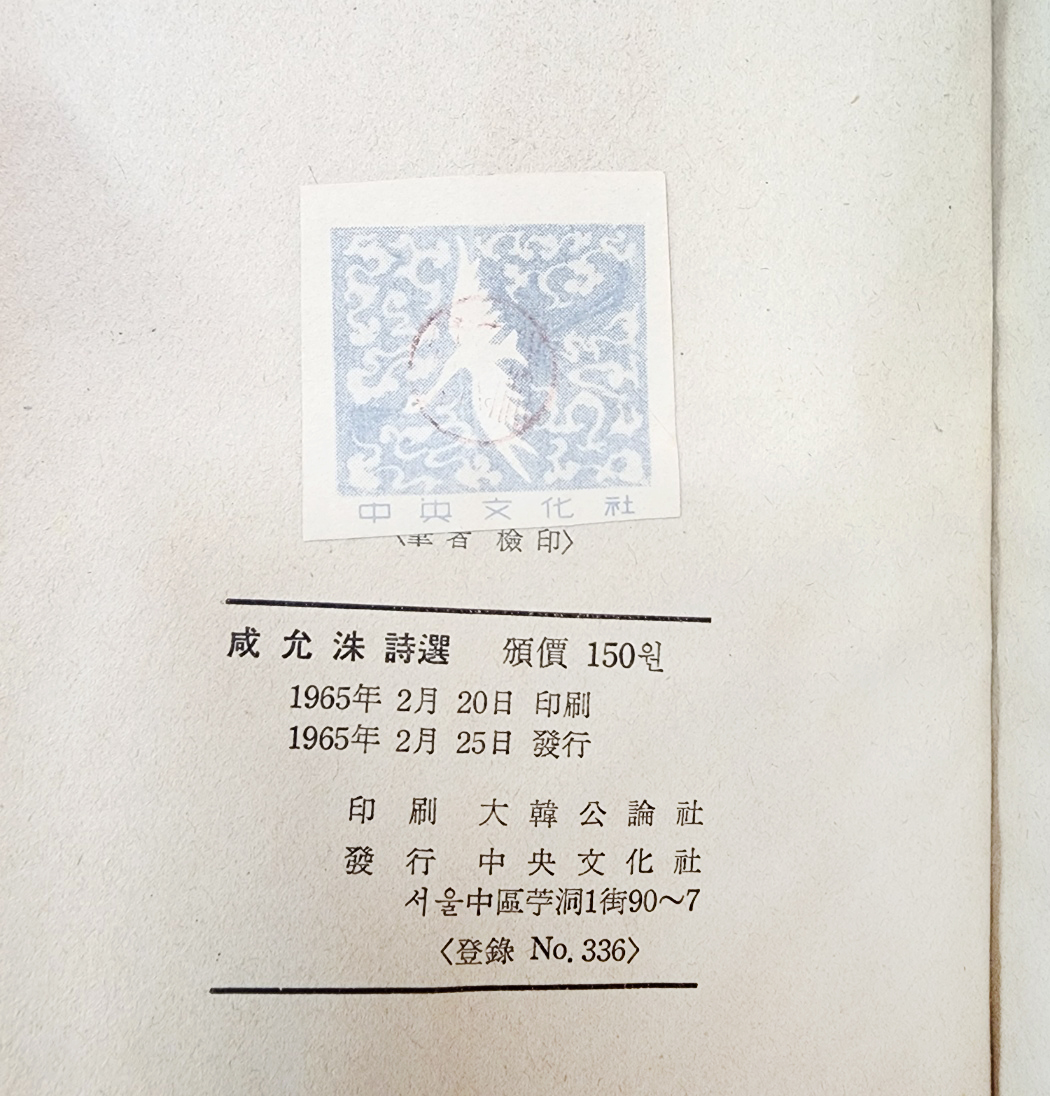 中央文化社
〈筆者 檢印〉
咸允洙 詩選 頒價 150원
1965年 2月 20日 印刷
1965年 2月 25日 發行
印刷 大韓公論社
發行 中央文化社
서울中區苧洞1街90～7
〈登錄 No. 336〉